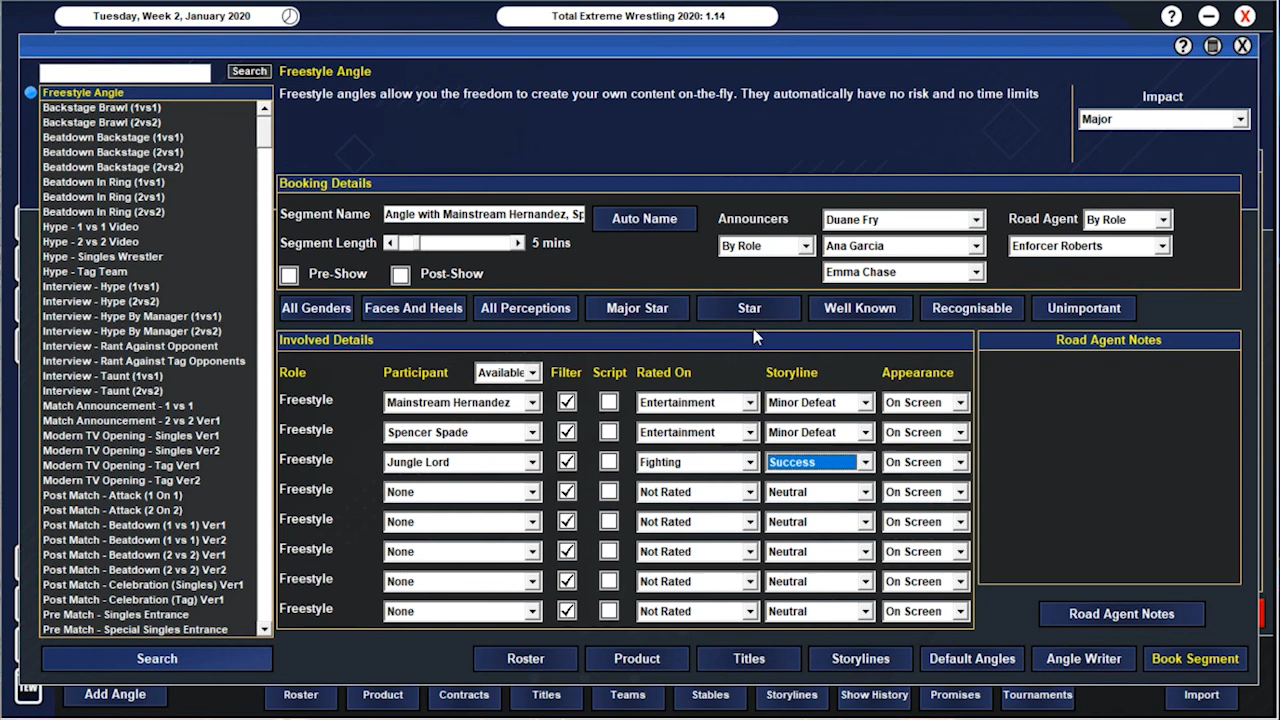 Tuesday, Week 2, January 2020
Total Extreme Wrestling 2020: 1.14
? X
? X
Search
Freestyle Angle
Freestyle angles allow you the freedom to create your own content on-the-fly. They automatically have no risk and no time limits
Impact
Major
Freestyle Angle
Backstage Brawl (1vs1)
Backstage Brawl (2vs2)
Beatdown Backstage (1vs1)
Beatdown Backstage (2vs1)
Beatdown Backstage (2vs2)
Beatdown In Ring (1vs1)
Beatdown In Ring (2vs1)
Beatdown In Ring (2vs2)
Hype - 1 vs 1 Video
Hype - 2 vs 2 Video
Hype - Singles Wrestler
Hype - Tag Team
Interview - Hype (1vs1)
Interview - Hype (2vs2)
Interview - Hype By Manager (1vs1)
Interview - Hype By Manager (2vs2)
Interview - Rant Against Opponent
Interview - Rant Against Tag Opponents
Interview - Taunt (1vs1)
Interview - Taunt (2vs2)
Match Announcement - 1 vs 1
Match Announcement - 2 vs 2 Ver1
Modern TV Opening - Singles Ver1
Modern TV Opening - Singles Ver2
Modern TV Opening - Tag Ver1
Modern TV Opening - Tag Ver2
Post Match - Attack (1 On 1)
Post Match - Attack (2 On 2)
Post Match - Beatdown (1 vs 1) Ver1
Post Match - Beatdown (1 vs 1) Ver2
Post Match - Beatdown (2 vs 2) Ver1
Post Match - Beatdown (2 vs 2) Ver2
Post Match - Celebration (Singles) Ver1
Post Match - Celebration (Tag) Ver1
Pre Match - Singles Entrance
Pre Match - Special Singles Entrance
Search
Booking Details
Segment Name Angle with Mainstream Hernandez, Sp Auto Name Announcers Duane Fry Road Agent By Role
Segment Length 5 mins By Role Ana Garcia Enforcer Roberts
Pre-Show Post-Show Emma Chase
All Genders Faces And Heels All Perceptions Major Star Star Well Known Recognisable Unimportant
Involved Details
Role Participant Available Filter Script Rated On Storyline Appearance
Freestyle Mainstream Hernandez Entertainment Minor Defeat On Screen
Freestyle Spencer Spade Entertainment Minor Defeat On Screen
Freestyle Jungle Lord Fighting Success On Screen
Freestyle None Not Rated Neutral On Screen
Freestyle None Not Rated Neutral On Screen
Freestyle None Not Rated Neutral On Screen
Freestyle None Not Rated Neutral On Screen
Freestyle None Not Rated Neutral On Screen
Road Agent Notes
Road Agent Notes
Roster Product Titles Storylines Default Angles Angle Writer Book Segment
TEW Add Angle Roster Product Contracts Titles Teams Stables Storylines Show History Promises Tournaments Import